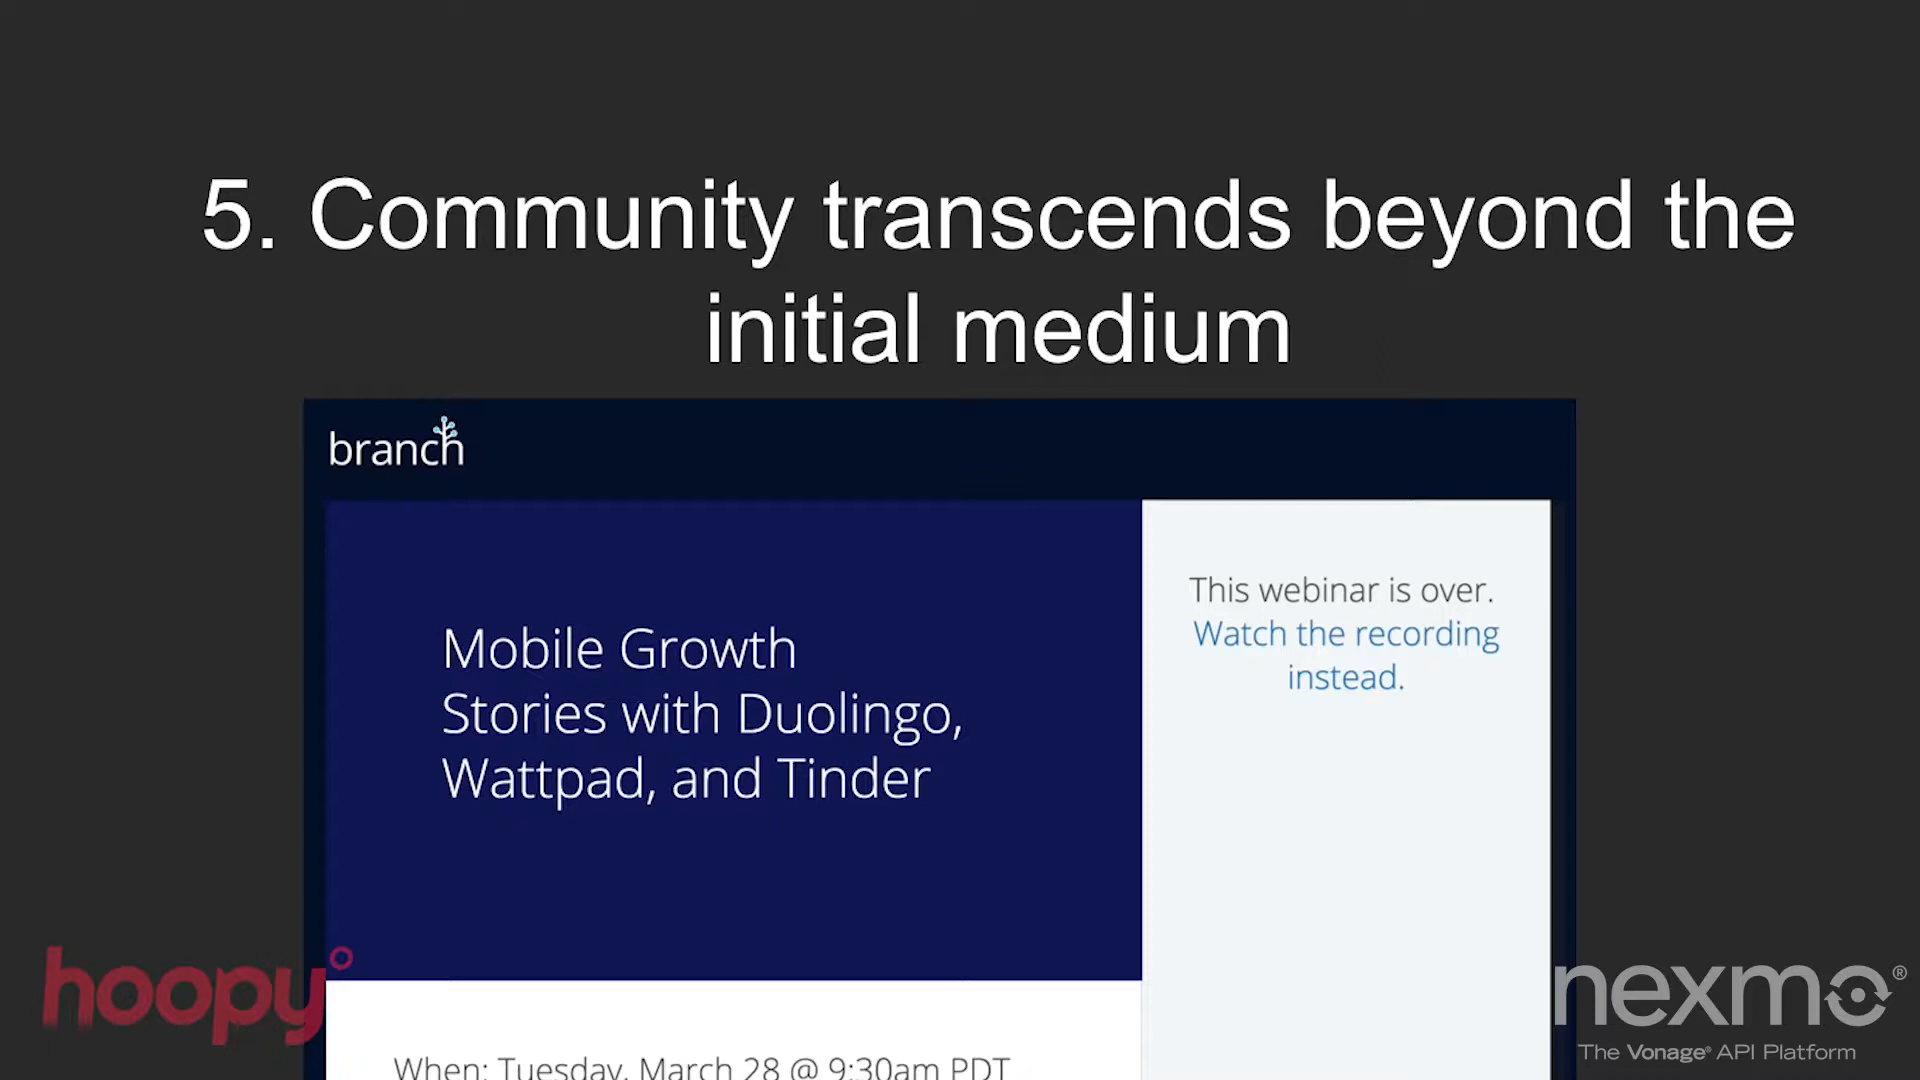 5. Community transcends beyond the
initial medium
branch
Mobile Growth
Stories with Duolingo,
Wattpad, and Tinder
This webinar is over.
Watch the recording
instead.
When: Tuesday, March 28 @ 9:30am PDT
hoopy
nexmo®
The Vonage® API Platform